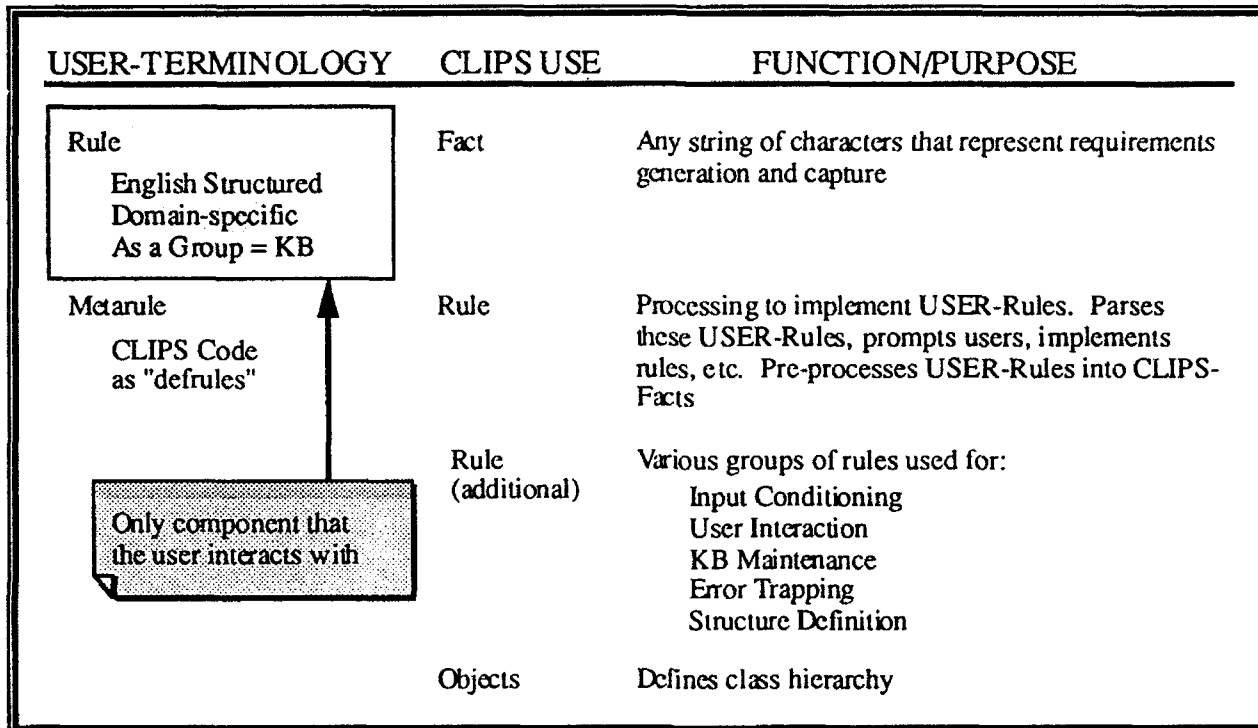 USER-TERMINOLOGY CLIPS USE FUNCTION/PURPOSE
Rule Fact Any string of characters that represent requirements
generation and capture
English Structured
Domain-specific
As a Group = KB
Metarule Rule Processing to implement USER-Rules. Parses
these USER-Rules, prompts users, implements
rules, etc. Pre-processes USER-Rules into CLIPS-
Facts
CLIPS Code
as "defrules"
Rule Various groups of rules used for:
(additional)
Input Conditioning
User Interaction
KB Maintenance
Error Trapping
Structure Definition
Only component that
the user interacts with
Objects Defines class hierarchy